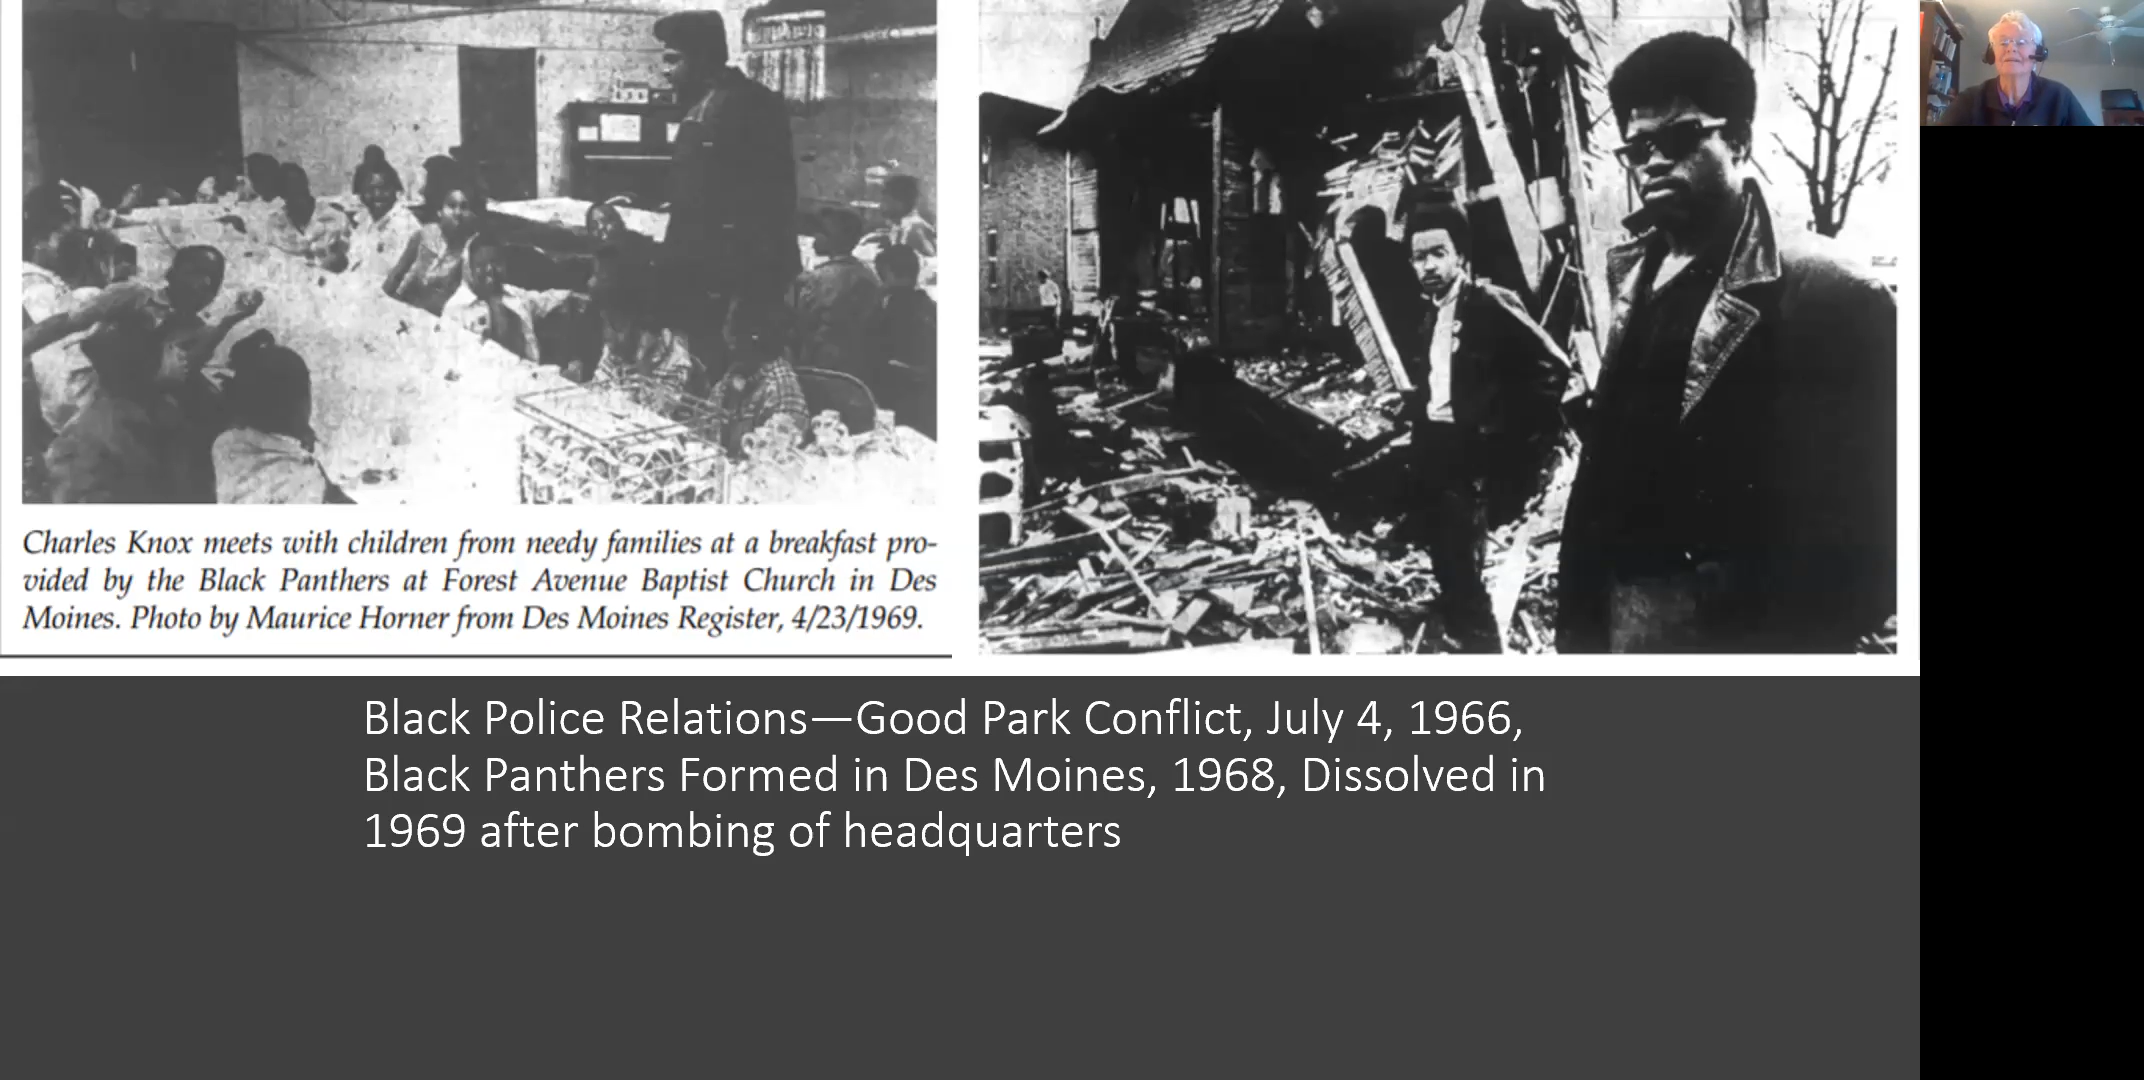 Charles Knox meets with children from needy families at a breakfast pro-
vided by the Black Panthers at Forest Avenue Baptist Church in Des
Moines. Photo by Maurice Horner from Des Moines Register, 4/23/1969.
Black Police Relations—Good Park Conflict, July 4, 1966,
Black Panthers Formed in Des Moines, 1968, Dissolved in
1969 after bombing of headquarters